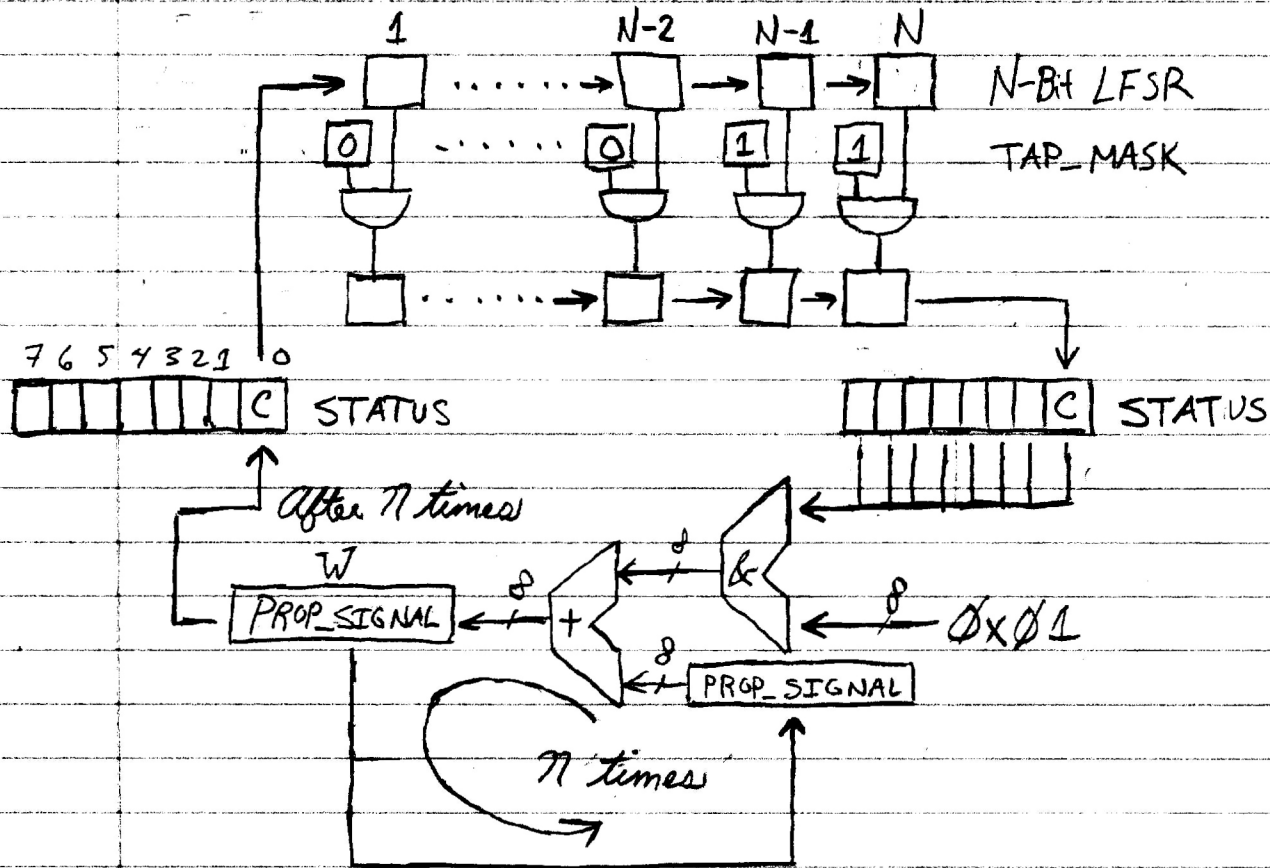 1 N-2 N-1 N
N-Bit LFSR
0 0 1 1 TAP_MASK
7 6 5 4 3 2 1 0
C STATUS C STATUS
After n times
W 8 8 &
PROP_SIGNAL + 8 0x01
8 PROP_SIGNAL
n times